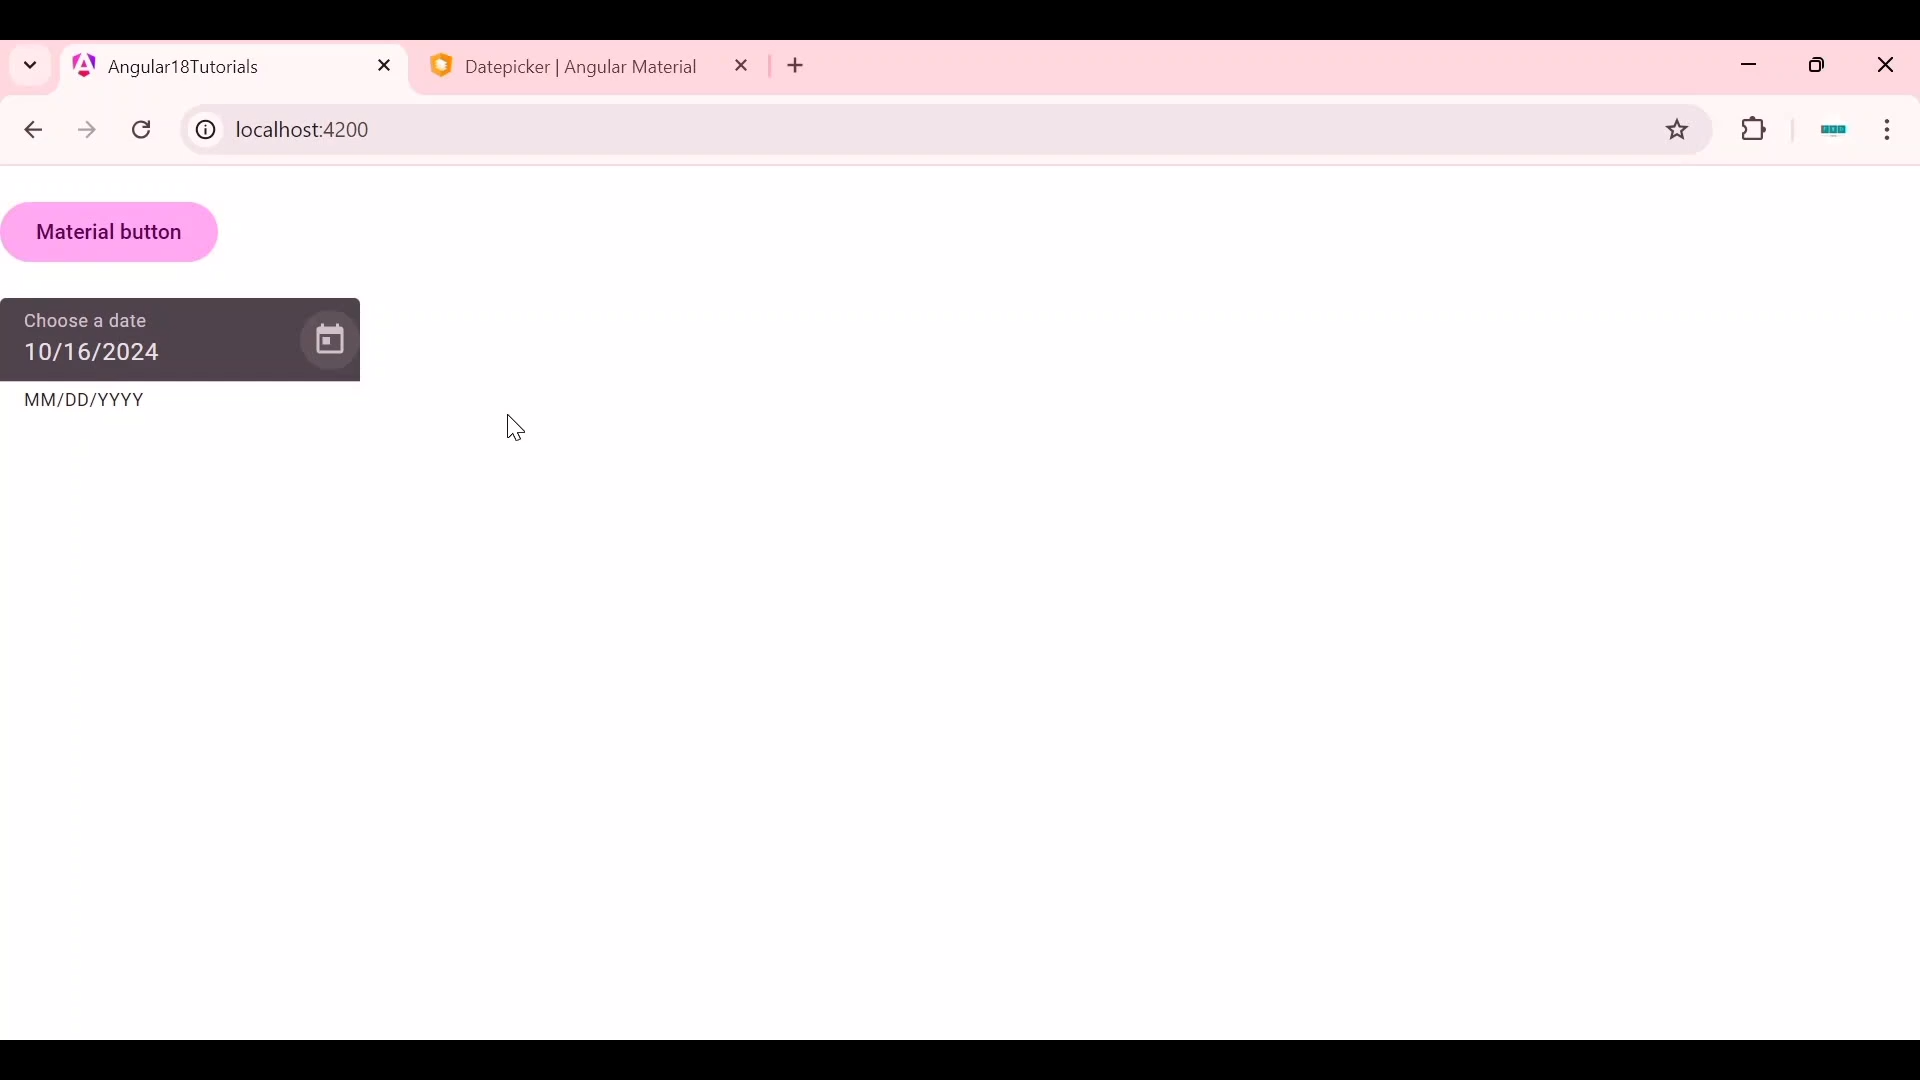 Angular18Tutorials
Datepicker | Angular Material
localhost:4200
Material button
Choose a date
10/16/2024
MM/DD/YYYY